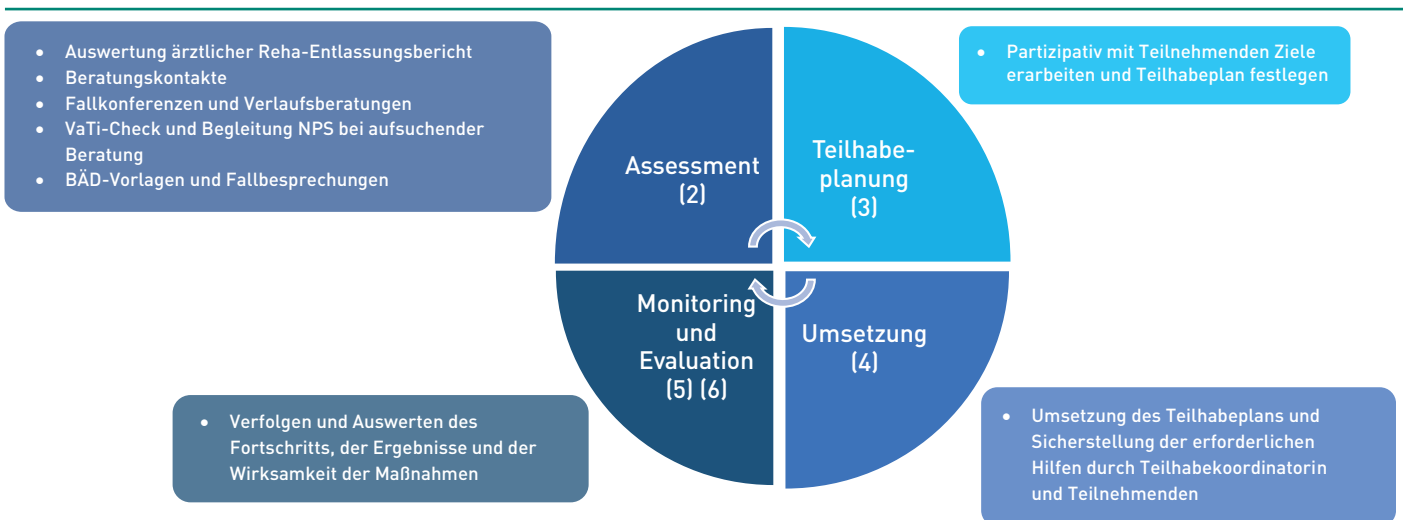 • Auswertung ärztlicher Reha-Entlassungsbericht
• Beratungskontakte
• Fallkonferenzen und Verlaufsberatungen
• VaTi-Check und Begleitung NPS bei aufsuchender
Beratung
• BÄD-Vorlagen und Fallbesprechungen
Assessment
(2)
Teilhabe-
planung
(3)
• Partizipativ mit Teilnehmenden Ziele
erarbeiten und Teilhabeplan festlegen
Monitoring
und
Evaluation
(5) (6)
Umsetzung
(4)
• Verfolgen und Auswerten des
Fortschritts, der Ergebnisse und der
Wirksamkeit der Maßnahmen
• Umsetzung des Teilhabeplans und
Sicherstellung der erforderlichen
Hilfen durch Teilhabekoordinatorin
und Teilnehmenden